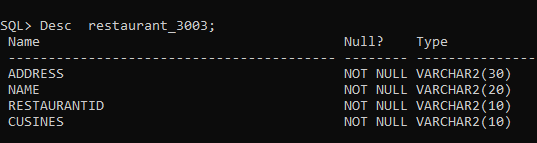 SQL> Desc  restaurant_3003;
 Name                                      Null?    Type
 ----------------------------------------- -------- ----------------
 ADDRESS                                   NOT NULL VARCHAR2(30)
 NAME                                      NOT NULL VARCHAR2(20)
 RESTAURANTID                              NOT NULL VARCHAR2(10)
 CUSINES                                   NOT NULL VARCHAR2(10)